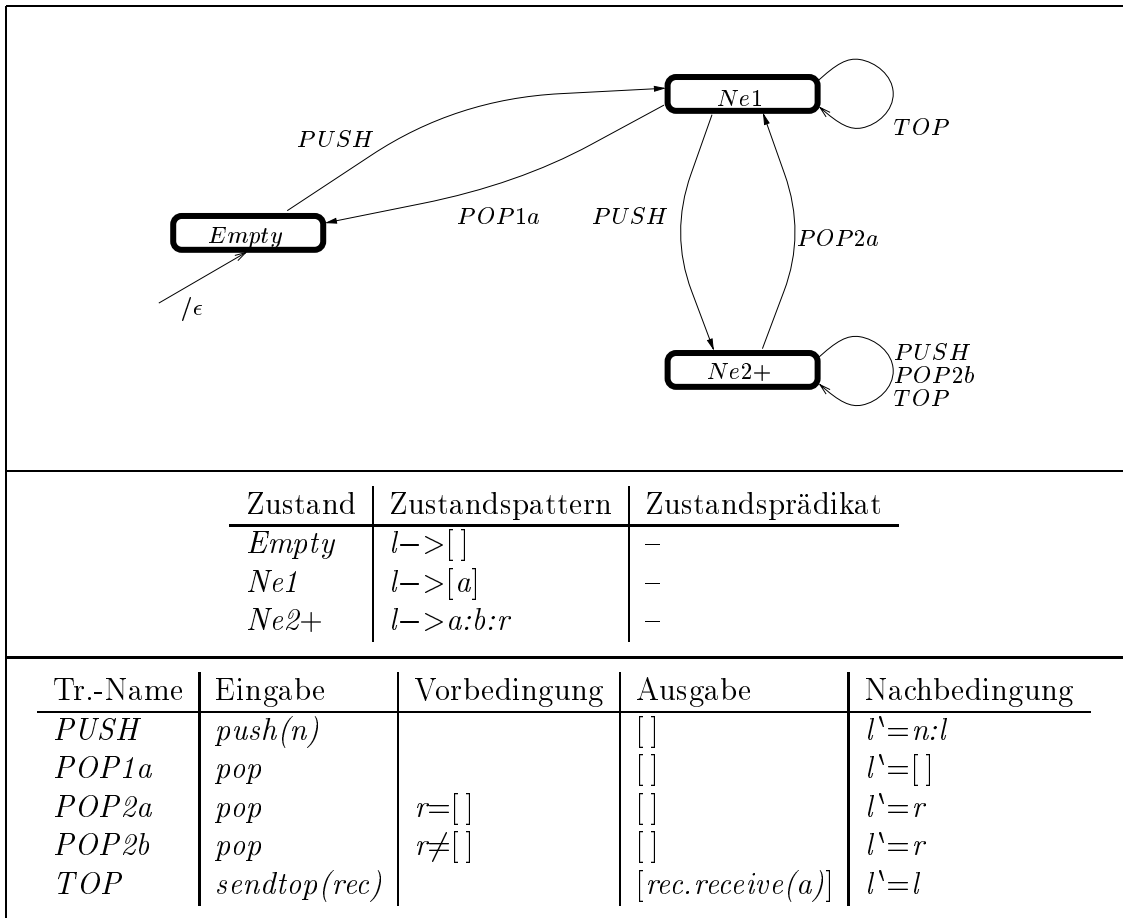 Ne1
TOP
PUSH
POP1a
PUSH
POP2a
Empty
/ϵ
Ne2+
PUSH
POP2b
TOP
Zustand Zustandspattern Zustandsprädikat
Empty l−>[ ] –
Ne1 l−>[a] –
Ne2+ l−>a:b:r –
Tr.-Name Eingabe Vorbedingung Ausgabe Nachbedingung
PUSH push(n) [ ] l‵=n:l
POP1a pop [ ] l‵=[ ]
POP2a pop r=[ ] [ ] l‵=r
POP2b pop r≠[ ] [ ] l‵=r
TOP sendtop(rec) [rec.receive(a)] l‵=l